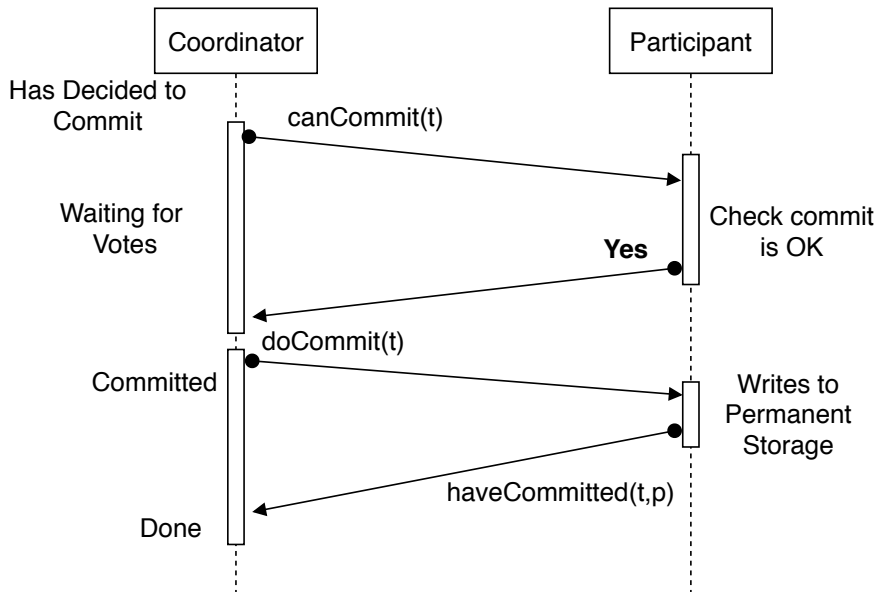 Coordinator
Participant
Has Decided to
Commit
canCommit(t)
Waiting for
Votes
Check commit
is OK
Yes
doCommit(t)
Committed
Writes to
Permanent
Storage
haveCommitted(t,p)
Done